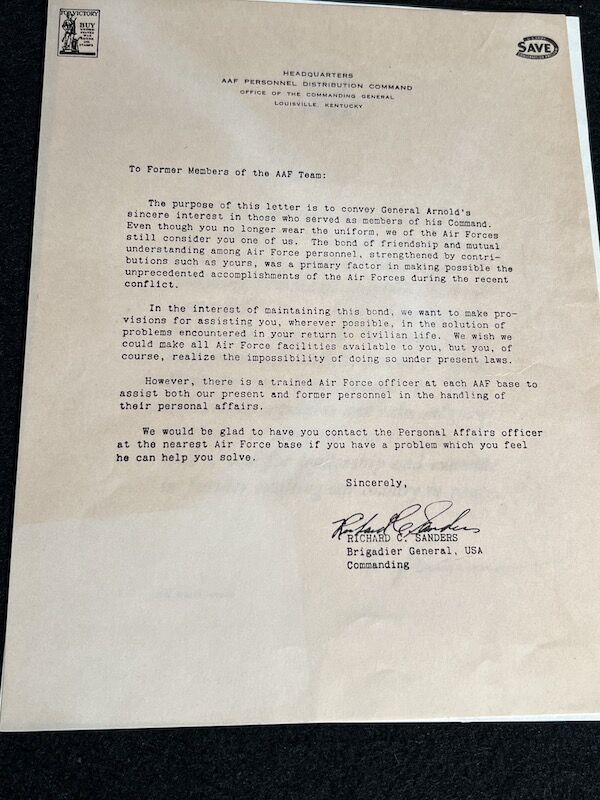 FOR VICTORY
BUY
UNITED
STATES
WAR
BONDS
AND
STAMPS
SAVE
HEADQUARTERS
AAF PERSONNEL DISTRIBUTION COMMAND
OFFICE OF THE COMMANDING GENERAL
LOUISVILLE, KENTUCKY
To Former Members of the AAF Team:
The purpose of this letter is to convey General Arnold's
sincere interest in those who served as members of his Command.
Even though you no longer wear the uniform, we of the Air Forces
still consider you one of us. The bond of friendship and mutual
understanding among Air Force personnel, strengthened by contri-
butions such as yours, was a primary factor in making possible the
unprecedented accomplishments of the Air Forces during the recent
conflict.
In the interest of maintaining this bond, we want to make pro-
visions for assisting you, wherever possible, in the solution of
problems encountered in your return to civilian life. We wish we
could make all Air Force facilities available to you, but you, of
course, realize the impossibility of doing so under present laws.
However, there is a trained Air Force officer at each AAF base to
assist both our present and former personnel in the handling of
their personal affairs.
We would be glad to have you contact the Personal Affairs officer
at the nearest Air Force base if you have a problem which you feel
he can help you solve.
Sincerely,
Richard C. Sanders
RICHARD C. SANDERS
Brigadier General, USA
Commanding